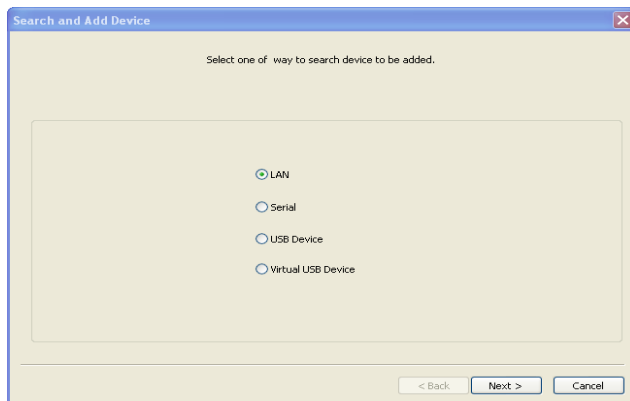 Search and Add Device
Select one of way to search device to be added.
LAN
Serial
USB Device
Virtual USB Device
< Back Next > Cancel